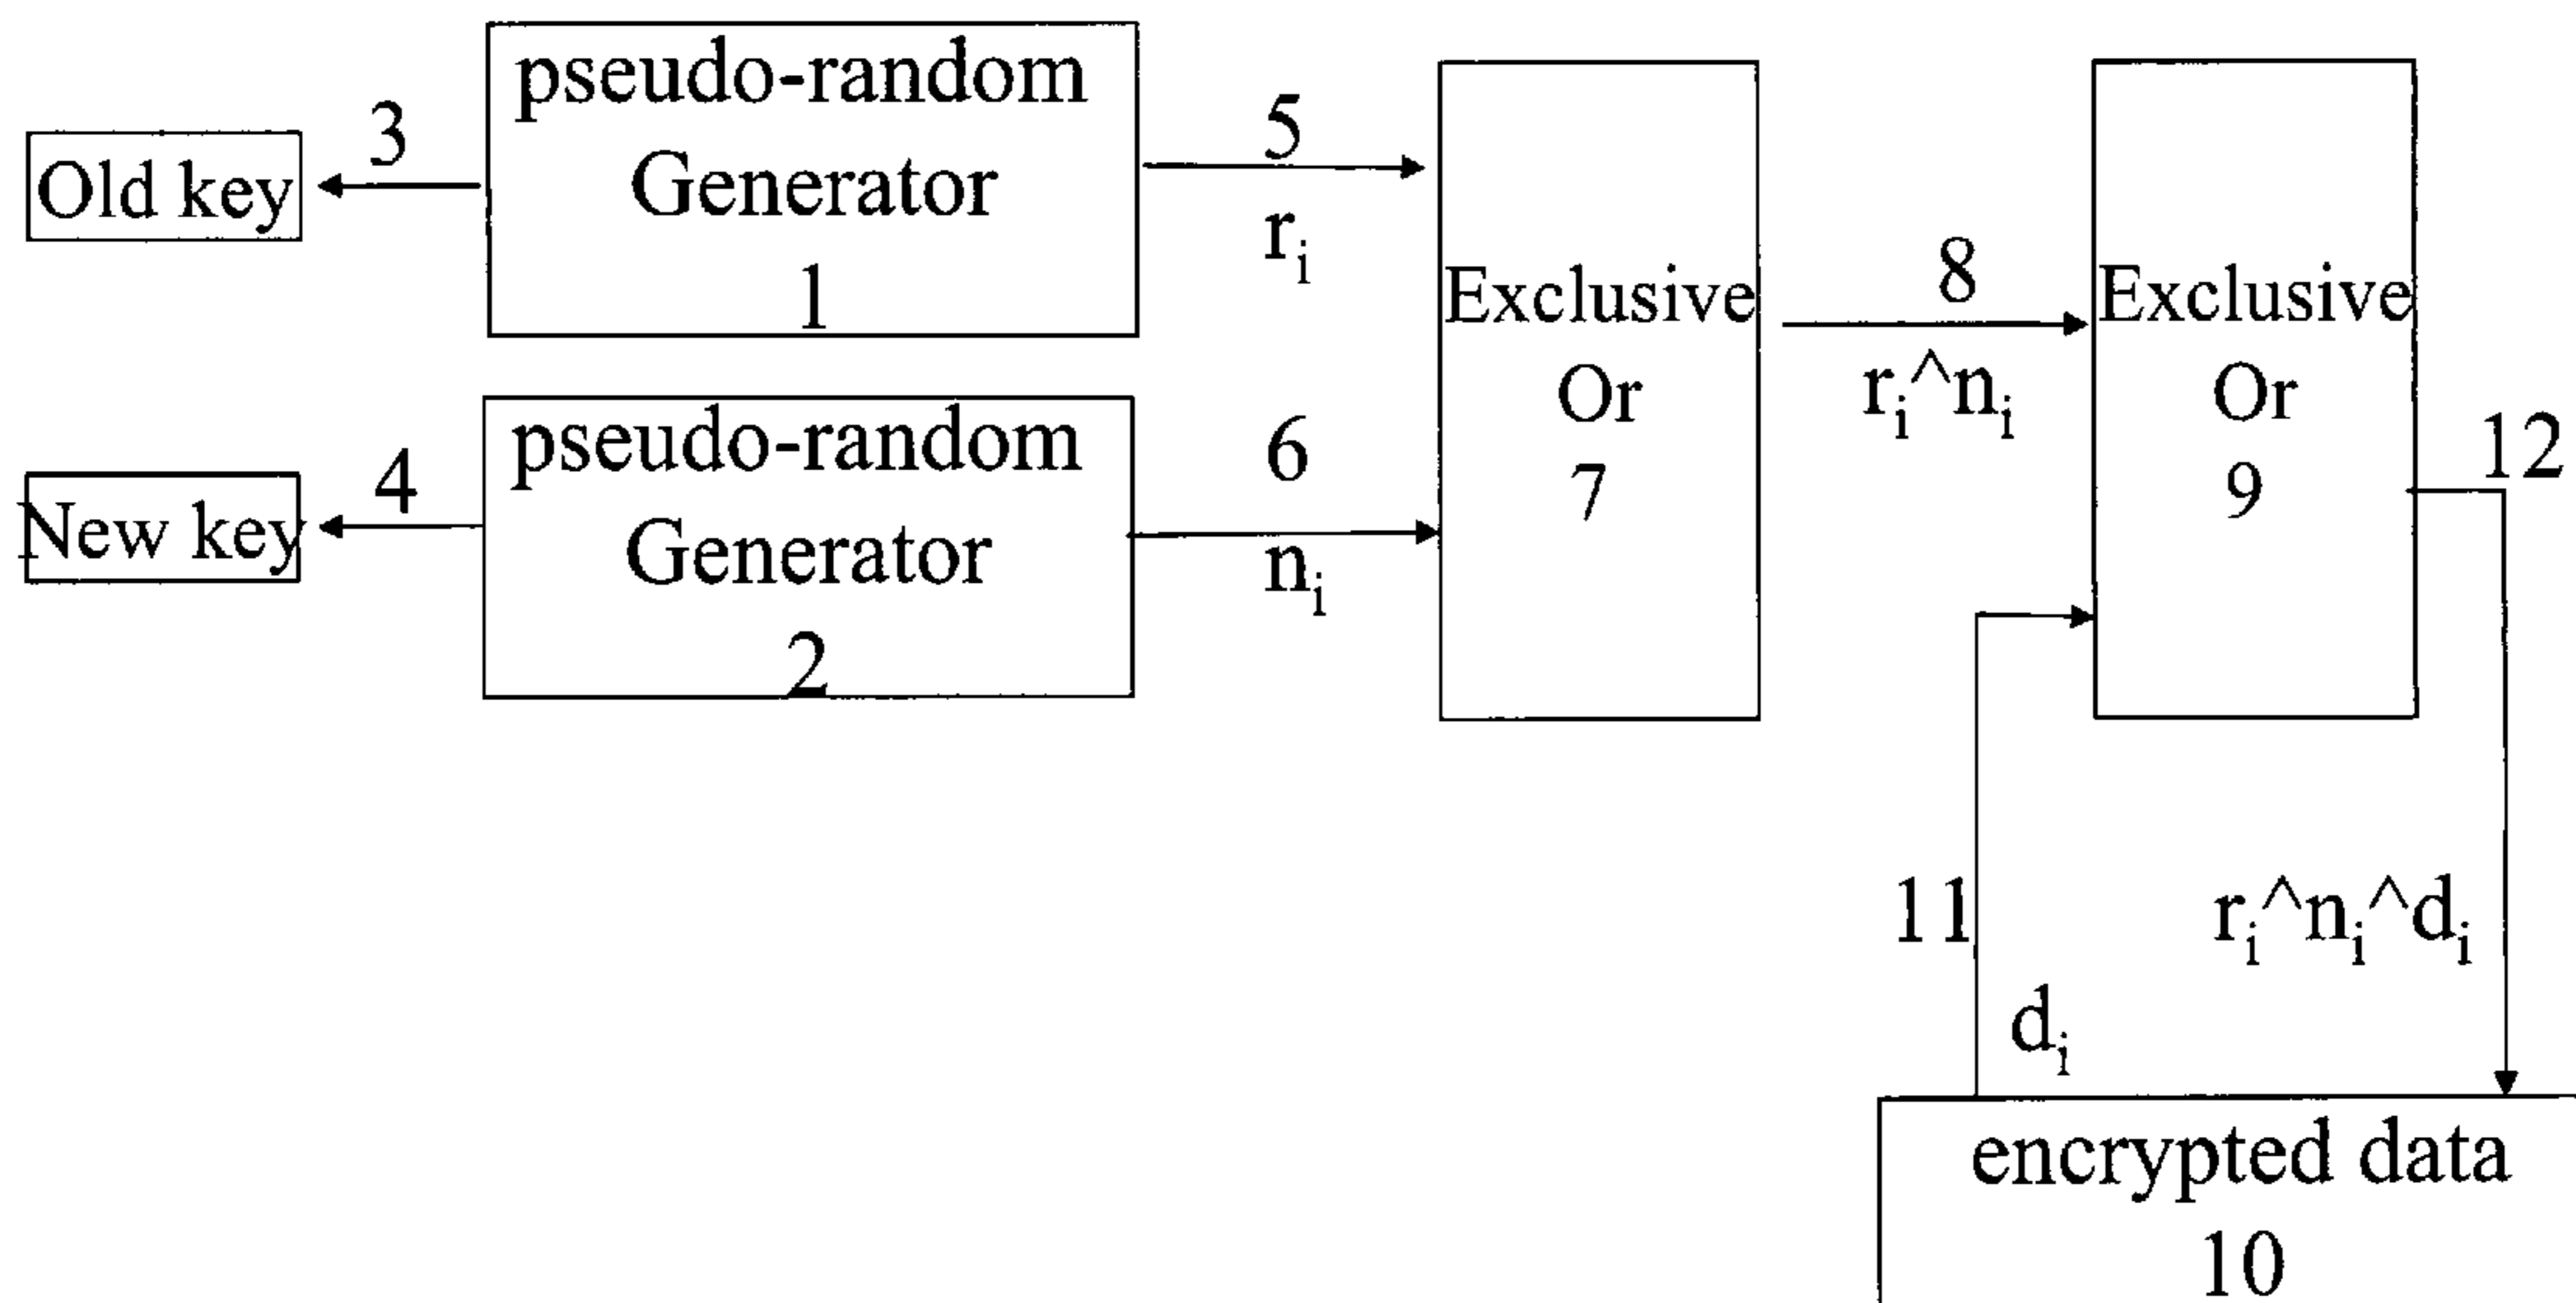 pseudo-random
Generator
1
3
Old key
5
r_i
Exclusive
Or
7
8
r_i^n_i
Exclusive
Or
9
12
pseudo-random
Generator
2
4
New key
6
n_i
11
d_i
r_i^n_i^d_i
encrypted data
10